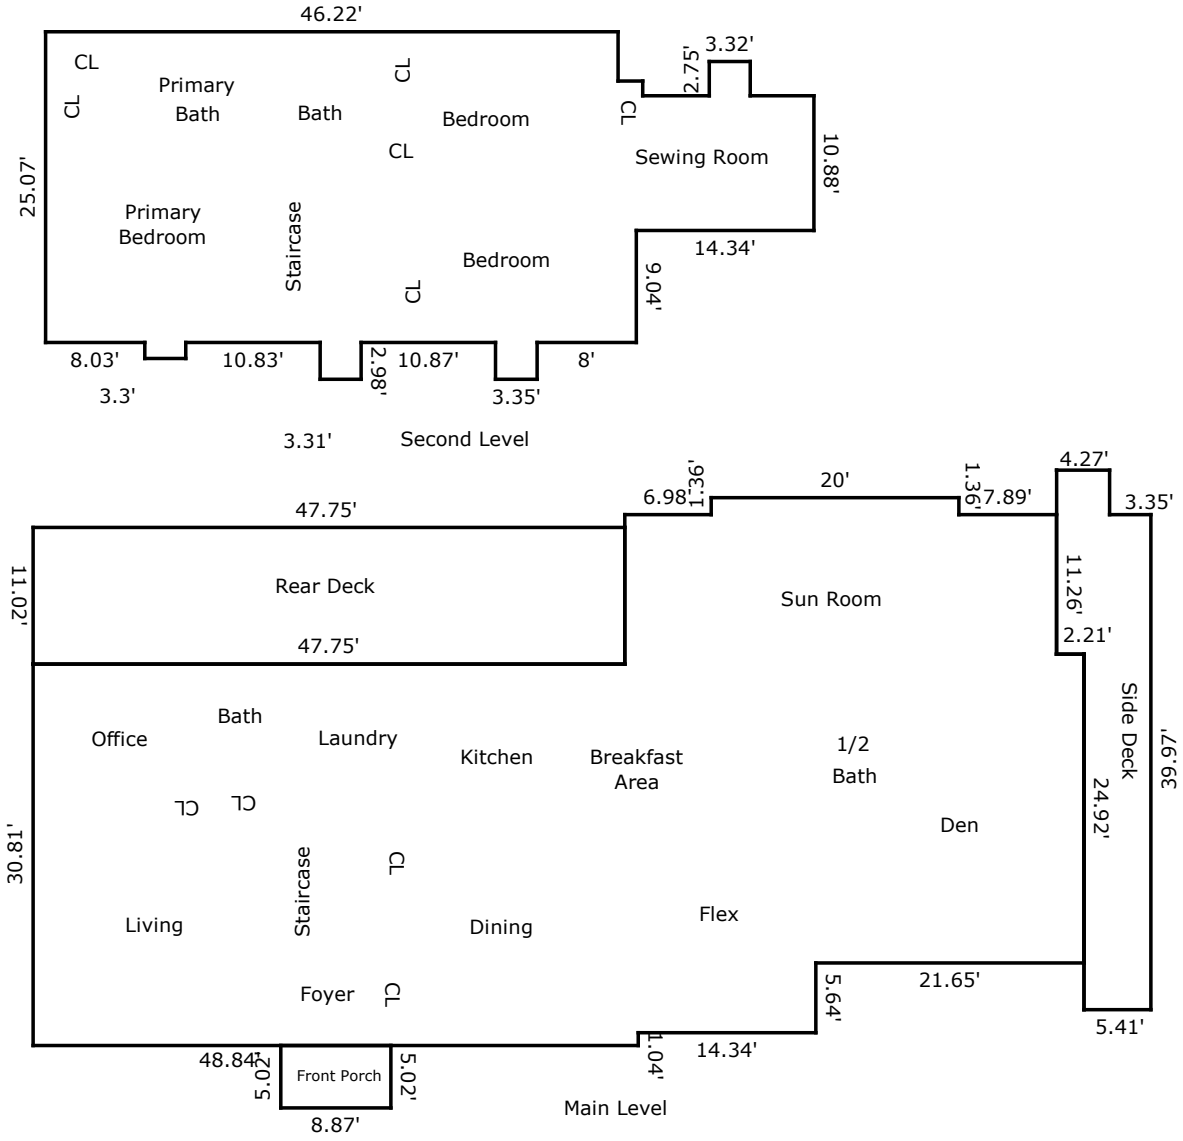 46.22'
3.32'
2.75'
CL
CL
Primary
Bath
Bath
CL
Bedroom
CL
CL
Sewing Room
10.88'
25.07'
Primary
Bedroom
Staircase
14.34'
Bedroom
CL
9.04'
8.03'
10.83'
2.98'
10.87'
8'
3.3'
3.35'
3.31'
Second Level
4.27'
1.36'
20'
1.36'
6.98'
7.89'
3.35'
47.75'
11.02'
Rear Deck
Sun Room
11.26'
2.21'
47.75'
Bath
Office
Laundry
Kitchen
Breakfast
Area
1/2
Bath
Side Deck
39.97'
CL
CL
24.92'
Den
30.81'
CL
Staircase
Living
Dining
Flex
Foyer
CL
5.64'
21.65'
5.41'
48.84'
5.02'
Front Porch
5.02'
1.04'
14.34'
8.87'
Main Level